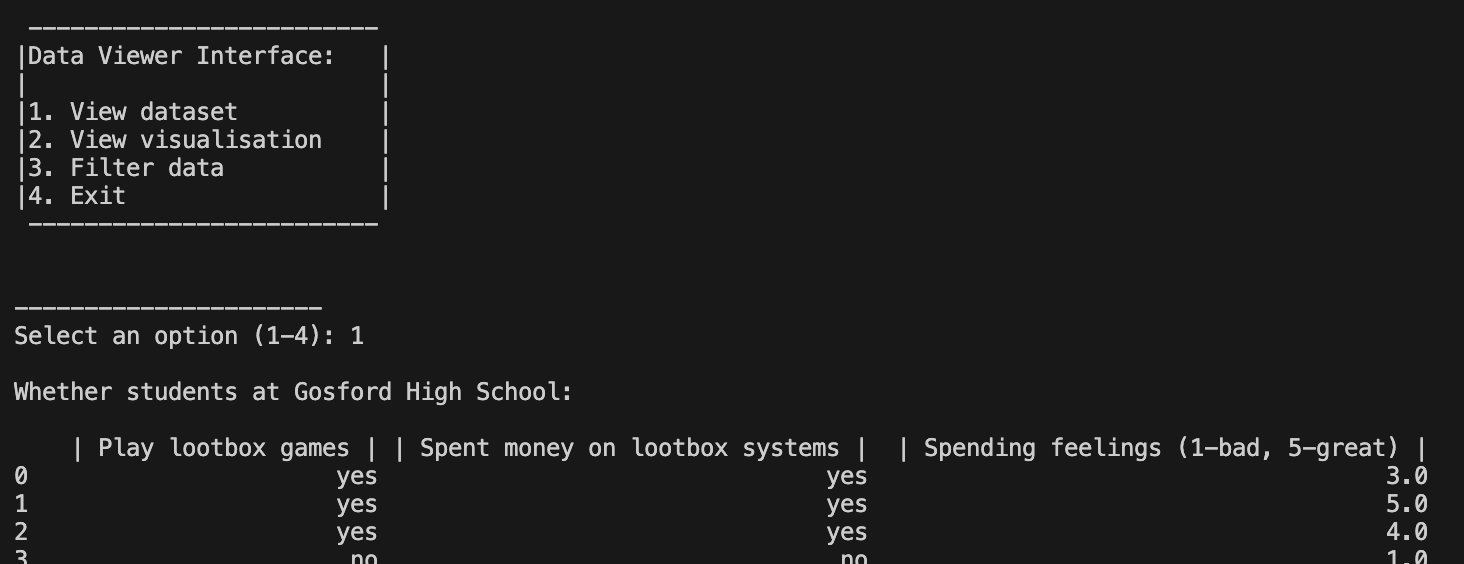 -------------------------
|Data Viewer Interface:   |
|                         |
|1. View dataset          |
|2. View visualisation    |
|3. Filter data           |
|4. Exit                  |
 -------------------------
----------------------
Select an option (1-4): 1
Whether students at Gosford High School:
    | Play lootbox games | | Spent money on lootbox systems |  | Spending feelings (1-bad, 5-great) |
0                      yes                                yes                                     3.0
1                      yes                                yes                                     5.0
2                      yes                                yes                                     4.0
3                       no                                 no                                     1.0